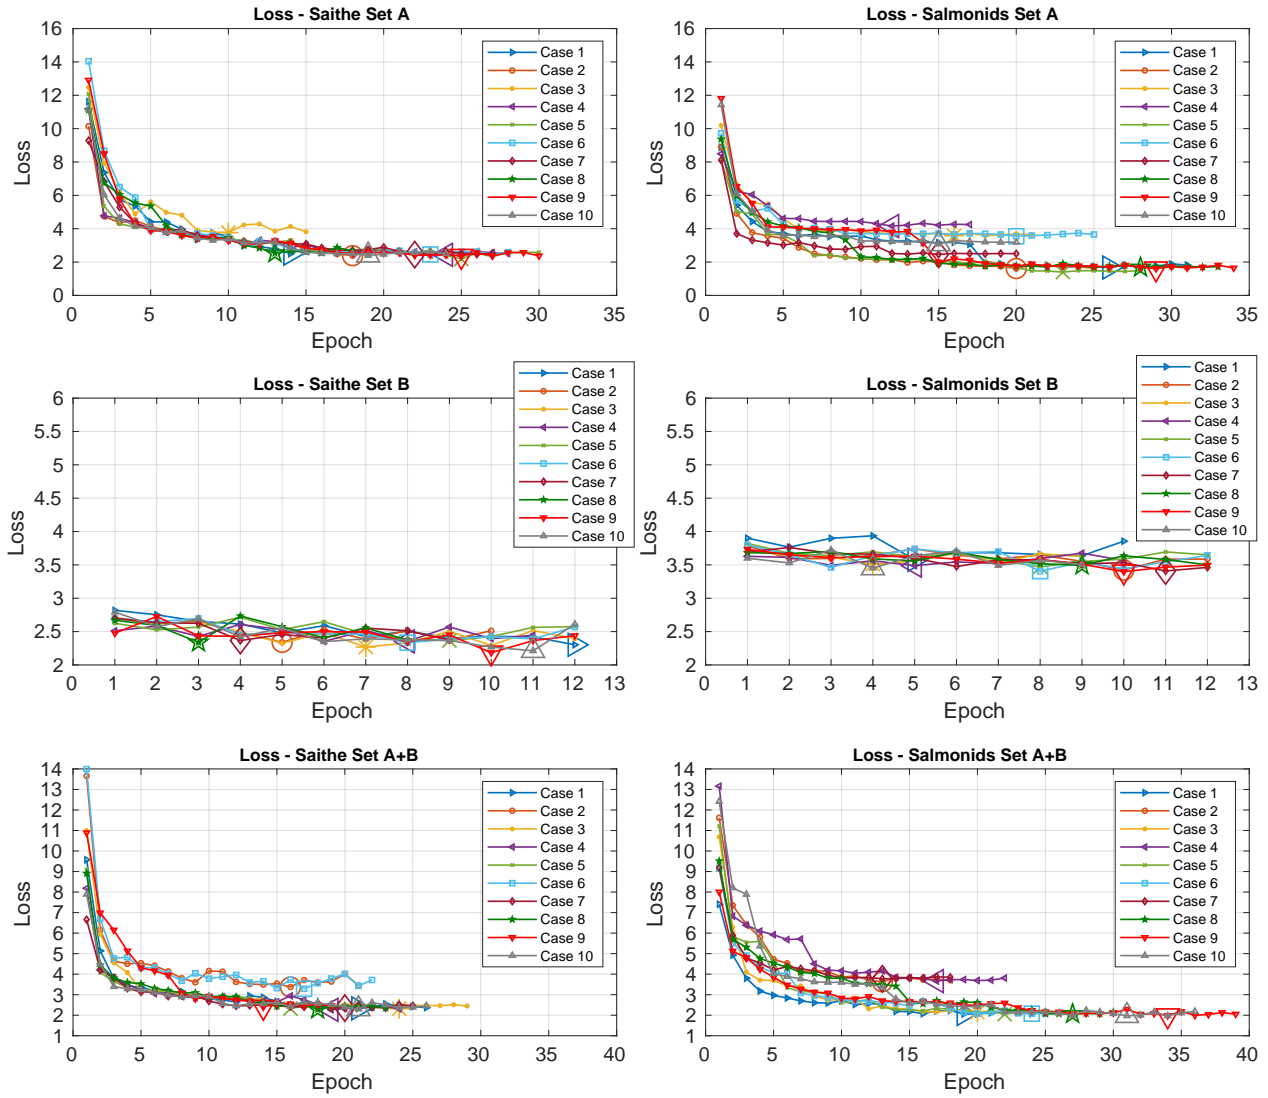 Loss - Saithe Set A
16
14
12
10
8
6
4
2
0
Loss
0 5 10 15 20 25 30 35
Epoch
Case 1
Case 2
Case 3
Case 4
Case 5
Case 6
Case 7
Case 8
Case 9
Case 10
Loss - Salmonids Set A
16
14
12
10
8
6
4
2
0
Loss
0 5 10 15 20 25 30 35
Epoch
Case 1
Case 2
Case 3
Case 4
Case 5
Case 6
Case 7
Case 8
Case 9
Case 10
Loss - Saithe Set B
6
5.5
5
4.5
4
3.5
3
2.5
2
Loss
0 1 2 3 4 5 6 7 8 9 10 11 12 13
Epoch
Case 1
Case 2
Case 3
Case 4
Case 5
Case 6
Case 7
Case 8
Case 9
Case 10
Loss - Salmonids Set B
6
5.5
5
4.5
4
3.5
3
2.5
2
Loss
0 1 2 3 4 5 6 7 8 9 10 11 12 13
Epoch
Case 1
Case 2
Case 3
Case 4
Case 5
Case 6
Case 7
Case 8
Case 9
Case 10
Loss - Saithe Set A+B
14
13
12
11
10
9
8
7
6
5
4
3
2
1
Loss
0 5 10 15 20 25 30 35 40
Epoch
Case 1
Case 2
Case 3
Case 4
Case 5
Case 6
Case 7
Case 8
Case 9
Case 10
Loss - Salmonids Set A+B
14
13
12
11
10
9
8
7
6
5
4
3
2
1
Loss
0 5 10 15 20 25 30 35 40
Epoch
Case 1
Case 2
Case 3
Case 4
Case 5
Case 6
Case 7
Case 8
Case 9
Case 10